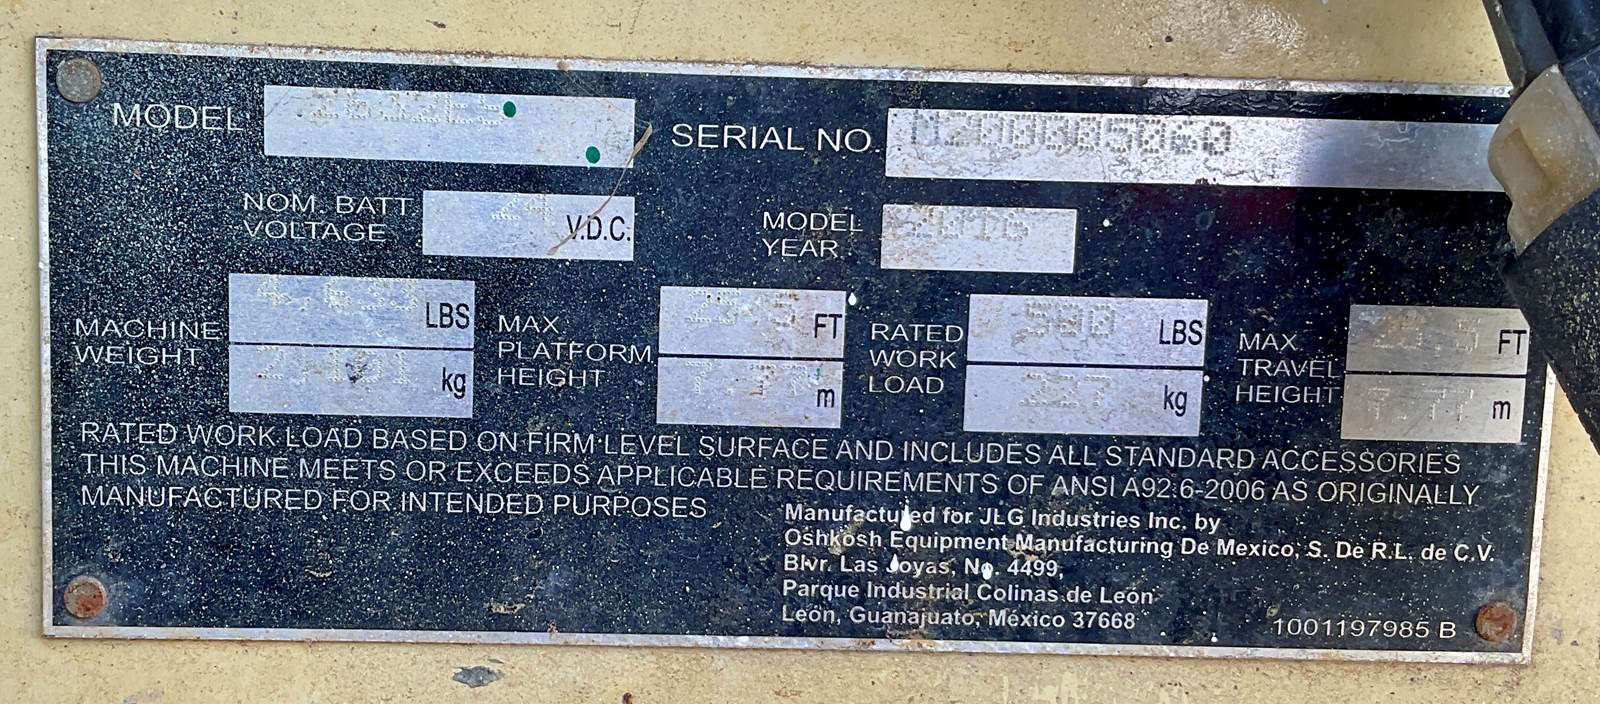 MODEL
SERIAL NO.
NOM. BATT VOLTAGE 24 V.D.C.
MODEL YEAR
MACHINE WEIGHT LBS
kg
MAX. PLATFORM HEIGHT FT
m
RATED WORK LOAD 500 LBS
227 kg
MAX. TRAVEL HEIGHT FT
m
RATED WORK LOAD BASED ON FIRM LEVEL SURFACE AND INCLUDES ALL STANDARD ACCESSORIES
THIS MACHINE MEETS OR EXCEEDS APPLICABLE REQUIREMENTS OF ANSI A92.6-2006 AS ORIGINALLY
MANUFACTURED FOR INTENDED PURPOSES
Manufactured for JLG Industries Inc. by
Oshkosh Equipment Manufacturing De Mexico, S. De R.L. de C.V.
Blvr. Las Joyas, No. 4499,
Parque Industrial Colinas de León
León, Guanajuato, México 37668
1001197985 B